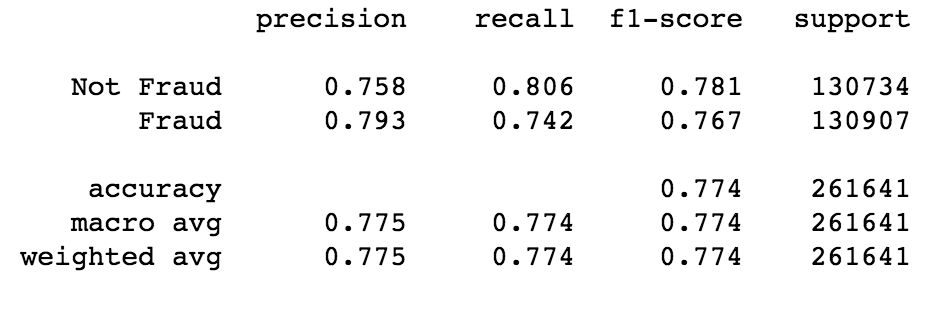 precision recall f1-score support
Not Fraud 0.758 0.806 0.781 130734
Fraud 0.793 0.742 0.767 130907
accuracy 0.774 261641
macro avg 0.775 0.774 0.774 261641
weighted avg 0.775 0.774 0.774 261641